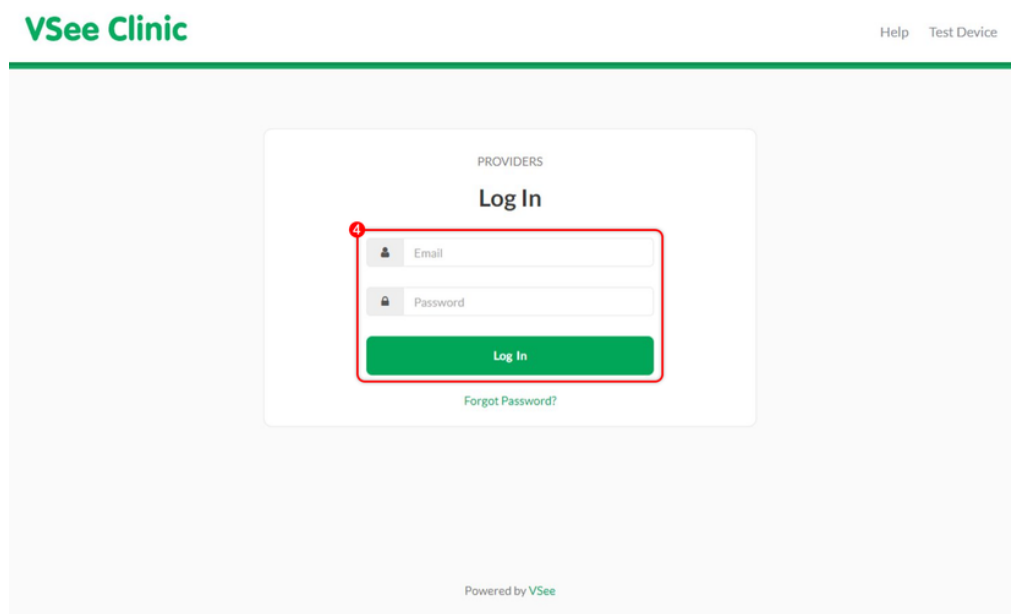 VSee Clinic
Help Test Device
PROVIDERS
Log In
4
Email
Password
Log In
Forgot Password?
Powered by VSee